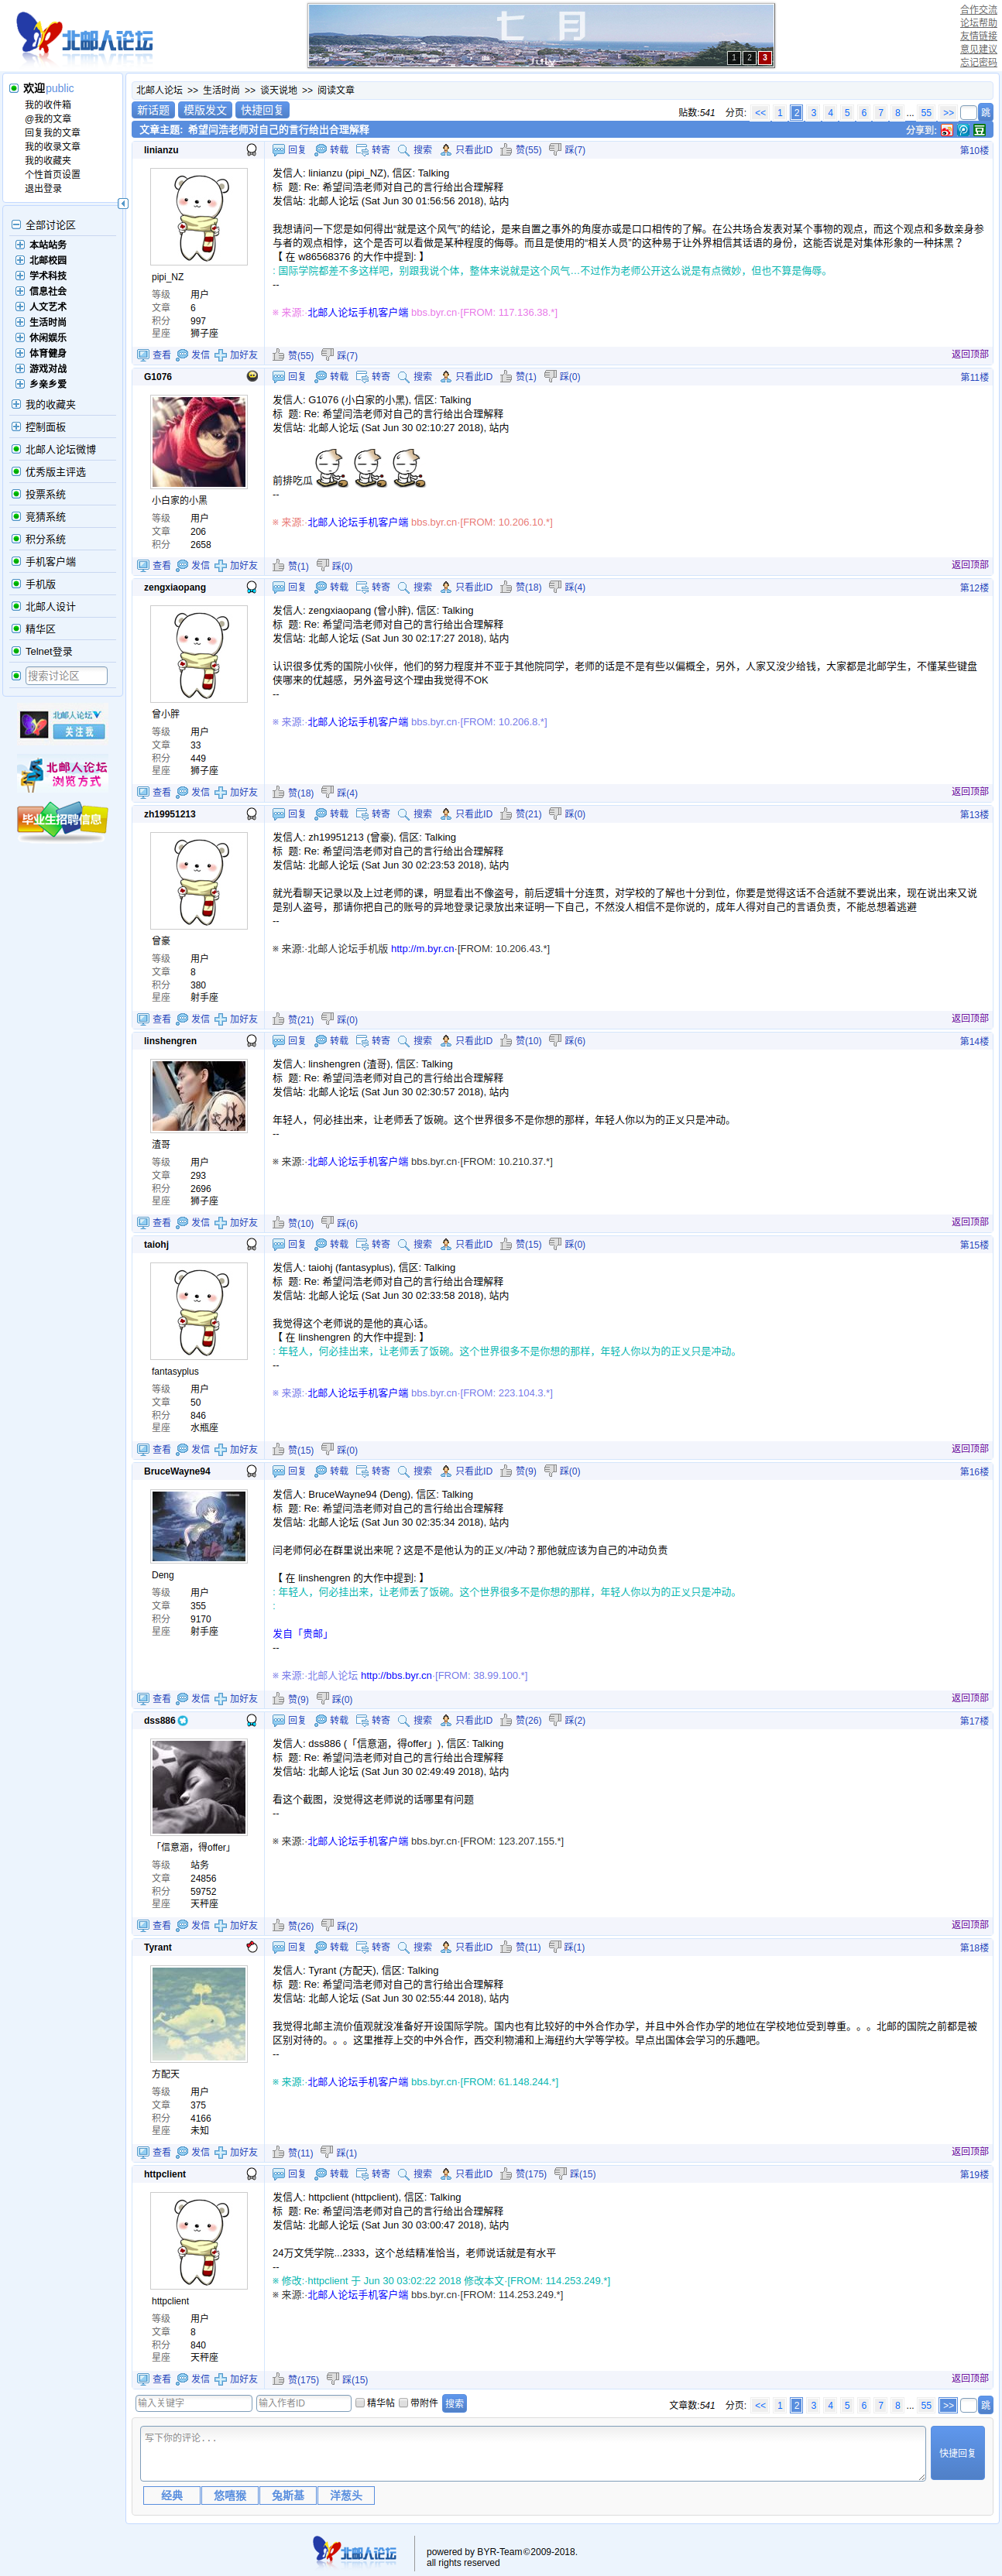 北邮人论坛
七 月
July
1 2 3
合作交流
论坛帮助
友情链接
意见建议
忘记密码
欢迎public
我的收件箱
@我的文章
回复我的文章
我的收录文章
我的收藏夹
个性首页设置
退出登录
全部讨论区
本站站务
北邮校园
学术科技
信息社会
人文艺术
生活时尚
休闲娱乐
体育健身
游戏对战
乡亲乡爱
我的收藏夹
控制面板
北邮人论坛微博
优秀版主评选
投票系统
竞猜系统
积分系统
手机客户端
手机版
北邮人设计
精华区
Telnet登录
搜索讨论区
北邮人论坛
关注我
北邮人论坛
浏览方式
毕业生招聘信息
北邮人论坛 >> 生活时尚 >> 谈天说地 >> 阅读文章
新话题 模版发文 快捷回复
贴数:541 分页: << 1 2 3 4 5 6 7 8 ... 55 >> 跳
文章主题: 希望闫浩老师对自己的言行给出合理解释
分享到:
linianzu
回复 转载 转寄 搜索 只看此ID 赞(55) 踩(7)
第10楼
pipi_NZ
等级 用户
文章 6
积分 997
星座 狮子座
发信人: linianzu (pipi_NZ), 信区: Talking
标 题: Re: 希望闫浩老师对自己的言行给出合理解释
发信站: 北邮人论坛 (Sat Jun 30 01:56:56 2018), 站内
我想请问一下您是如何得出“就是这个风气”的结论，是来自置之事外的角度亦或是口口相传的了解。在公共场合发表对某个事物的观点，而这个观点和多数亲身参与者的观点相悖，这个是否可以看做是某种程度的侮辱。而且是使用的“相关人员”的这种易于让外界相信其话语的身份，这能否说是对集体形象的一种抹黑？
【 在 w86568376 的大作中提到: 】
: 国际学院都差不多这样吧，别跟我说个体，整体来说就是这个风气…不过作为老师公开这么说是有点微妙，但也不算是侮辱。
--
※ 来源:·北邮人论坛手机客户端 bbs.byr.cn·[FROM: 117.136.38.*]
查看 发信 加好友 赞(55) 踩(7)
返回顶部
G1076
回复 转载 转寄 搜索 只看此ID 赞(1) 踩(0)
第11楼
小白家的小黑
等级 用户
文章 206
积分 2658
发信人: G1076 (小白家的小黑), 信区: Talking
标 题: Re: 希望闫浩老师对自己的言行给出合理解释
发信站: 北邮人论坛 (Sat Jun 30 02:10:27 2018), 站内
前排吃瓜
--
※ 来源:·北邮人论坛手机客户端 bbs.byr.cn·[FROM: 10.206.10.*]
查看 发信 加好友 赞(1) 踩(0)
返回顶部
zengxiaopang
回复 转载 转寄 搜索 只看此ID 赞(18) 踩(4)
第12楼
曾小胖
等级 用户
文章 33
积分 449
星座 狮子座
发信人: zengxiaopang (曾小胖), 信区: Talking
标 题: Re: 希望闫浩老师对自己的言行给出合理解释
发信站: 北邮人论坛 (Sat Jun 30 02:17:27 2018), 站内
认识很多优秀的国院小伙伴，他们的努力程度并不亚于其他院同学，老师的话是不是有些以偏概全，另外，人家又没少给钱，大家都是北邮学生，不懂某些键盘侠哪来的优越感，另外盗号这个理由我觉得不OK
--
※ 来源:·北邮人论坛手机客户端 bbs.byr.cn·[FROM: 10.206.8.*]
查看 发信 加好友 赞(18) 踩(4)
返回顶部
zh19951213
回复 转载 转寄 搜索 只看此ID 赞(21) 踩(0)
第13楼
曾豪
等级 用户
文章 8
积分 380
星座 射手座
发信人: zh19951213 (曾豪), 信区: Talking
标 题: Re: 希望闫浩老师对自己的言行给出合理解释
发信站: 北邮人论坛 (Sat Jun 30 02:23:53 2018), 站内
就光看聊天记录以及上过老师的课，明显看出不像盗号，前后逻辑十分连贯，对学校的了解也十分到位，你要是觉得这话不合适就不要说出来，现在说出来又说是别人盗号，那请你把自己的账号的异地登录记录放出来证明一下自己，不然没人相信不是你说的，成年人得对自己的言语负责，不能总想着逃避
--
※ 来源:·北邮人论坛手机版 http://m.byr.cn·[FROM: 10.206.43.*]
查看 发信 加好友 赞(21) 踩(0)
返回顶部
linshengren
回复 转载 转寄 搜索 只看此ID 赞(10) 踩(6)
第14楼
渣哥
等级 用户
文章 293
积分 2696
星座 狮子座
发信人: linshengren (渣哥), 信区: Talking
标 题: Re: 希望闫浩老师对自己的言行给出合理解释
发信站: 北邮人论坛 (Sat Jun 30 02:30:57 2018), 站内
年轻人，何必挂出来，让老师丢了饭碗。这个世界很多不是你想的那样，年轻人你以为的正义只是冲动。
--
※ 来源:·北邮人论坛手机客户端 bbs.byr.cn·[FROM: 10.210.37.*]
查看 发信 加好友 赞(10) 踩(6)
返回顶部
taiohj
回复 转载 转寄 搜索 只看此ID 赞(15) 踩(0)
第15楼
fantasyplus
等级 用户
文章 50
积分 846
星座 水瓶座
发信人: taiohj (fantasyplus), 信区: Talking
标 题: Re: 希望闫浩老师对自己的言行给出合理解释
发信站: 北邮人论坛 (Sat Jun 30 02:33:58 2018), 站内
我觉得这个老师说的是他的真心话。
【 在 linshengren 的大作中提到: 】
: 年轻人，何必挂出来，让老师丢了饭碗。这个世界很多不是你想的那样，年轻人你以为的正义只是冲动。
--
※ 来源:·北邮人论坛手机客户端 bbs.byr.cn·[FROM: 223.104.3.*]
查看 发信 加好友 赞(15) 踩(0)
返回顶部
BruceWayne94
回复 转载 转寄 搜索 只看此ID 赞(9) 踩(0)
第16楼
Deng
等级 用户
文章 355
积分 9170
星座 射手座
发信人: BruceWayne94 (Deng), 信区: Talking
标 题: Re: 希望闫浩老师对自己的言行给出合理解释
发信站: 北邮人论坛 (Sat Jun 30 02:35:34 2018), 站内
闫老师何必在群里说出来呢？这是不是他认为的正义/冲动？那他就应该为自己的冲动负责
【 在 linshengren 的大作中提到: 】
: 年轻人，何必挂出来，让老师丢了饭碗。这个世界很多不是你想的那样，年轻人你以为的正义只是冲动。
:
发自「贵邮」
--
※ 来源:·北邮人论坛 http://bbs.byr.cn·[FROM: 38.99.100.*]
查看 发信 加好友 赞(9) 踩(0)
返回顶部
dss886
回复 转载 转寄 搜索 只看此ID 赞(26) 踩(2)
第17楼
「信意涵，得offer」
等级 站务
文章 24856
积分 59752
星座 天秤座
发信人: dss886 (「信意涵，得offer」), 信区: Talking
标 题: Re: 希望闫浩老师对自己的言行给出合理解释
发信站: 北邮人论坛 (Sat Jun 30 02:49:49 2018), 站内
看这个截图，没觉得这老师说的话哪里有问题
--
※ 来源:·北邮人论坛手机客户端 bbs.byr.cn·[FROM: 123.207.155.*]
查看 发信 加好友 赞(26) 踩(2)
返回顶部
Tyrant
回复 转载 转寄 搜索 只看此ID 赞(11) 踩(1)
第18楼
方配天
等级 用户
文章 375
积分 4166
星座 未知
发信人: Tyrant (方配天), 信区: Talking
标 题: Re: 希望闫浩老师对自己的言行给出合理解释
发信站: 北邮人论坛 (Sat Jun 30 02:55:44 2018), 站内
我觉得北邮主流价值观就没准备好开设国际学院。国内也有比较好的中外合作办学，并且中外合作办学的地位在学校地位受到尊重。。。北邮的国院之前都是被区别对待的。。。这里推荐上交的中外合作，西交利物浦和上海纽约大学等学校。早点出国体会学习的乐趣吧。
--
※ 来源:·北邮人论坛手机客户端 bbs.byr.cn·[FROM: 61.148.244.*]
查看 发信 加好友 赞(11) 踩(1)
返回顶部
httpclient
回复 转载 转寄 搜索 只看此ID 赞(175) 踩(15)
第19楼
httpclient
等级 用户
文章 8
积分 840
星座 天秤座
发信人: httpclient (httpclient), 信区: Talking
标 题: Re: 希望闫浩老师对自己的言行给出合理解释
发信站: 北邮人论坛 (Sat Jun 30 03:00:47 2018), 站内
24万文凭学院...2333，这个总结精准恰当，老师说话就是有水平
--
※ 修改:·httpclient 于 Jun 30 03:02:22 2018 修改本文·[FROM: 114.253.249.*]
※ 来源:·北邮人论坛手机客户端 bbs.byr.cn·[FROM: 114.253.249.*]
查看 发信 加好友 赞(175) 踩(15)
返回顶部
输入关键字 输入作者ID 精华帖 带附件 搜索
文章数:541 分页: << 1 2 3 4 5 6 7 8 ... 55 >> 跳
写下你的评论...
快捷回复
经典 悠嘻猴 兔斯基 洋葱头
北邮人论坛
powered by BYR-Team©2009-2018.
all rights reserved